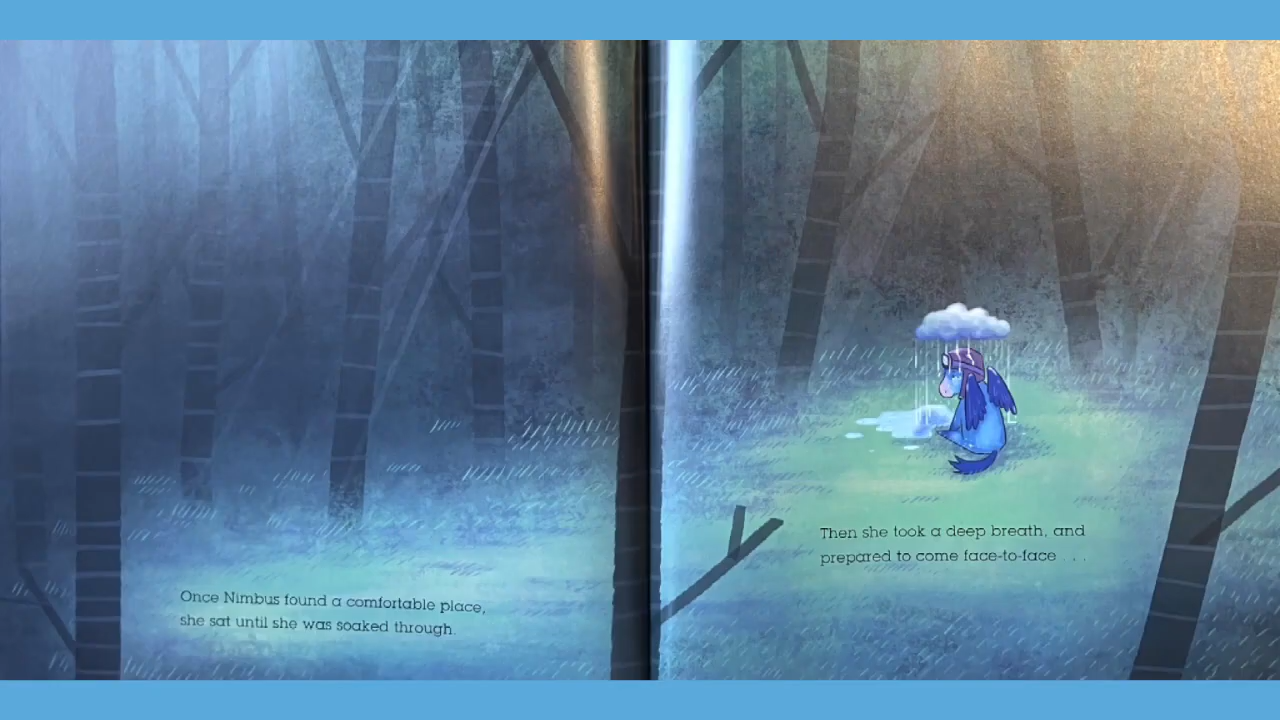 Once Nimbus found a comfortable place,
she sat until she was soaked through.
Then she took a deep breath, and
prepared to come face-to-face . . .